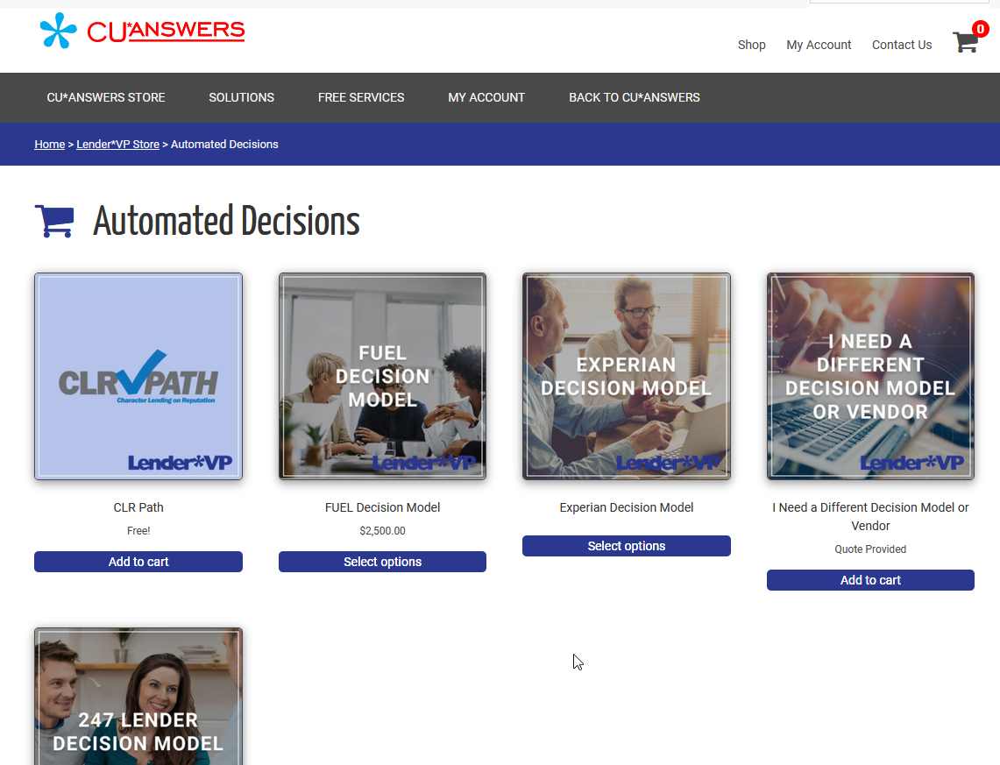 CU*ANSWERS
Shop My Account Contact Us 0
CU*ANSWERS STORE SOLUTIONS FREE SERVICES MY ACCOUNT BACK TO CU*ANSWERS
Home > Lender*VP Store > Automated Decisions
Automated Decisions
CLR PATH
Character Lending on Reputation
Lender*VP
FUEL
DECISION
MODEL
Lender*VP
EXPERIAN
DECISION MODEL
Lender*VP
I NEED A
DIFFERENT
DECISION MODEL
OR VENDOR
Lender*VP
CLR Path
Free!
Add to cart
FUEL Decision Model
$2,500.00
Select options
Experian Decision Model
Select options
I Need a Different Decision Model or
Vendor
Quote Provided
Add to cart
247 LENDER
DECISION MODEL